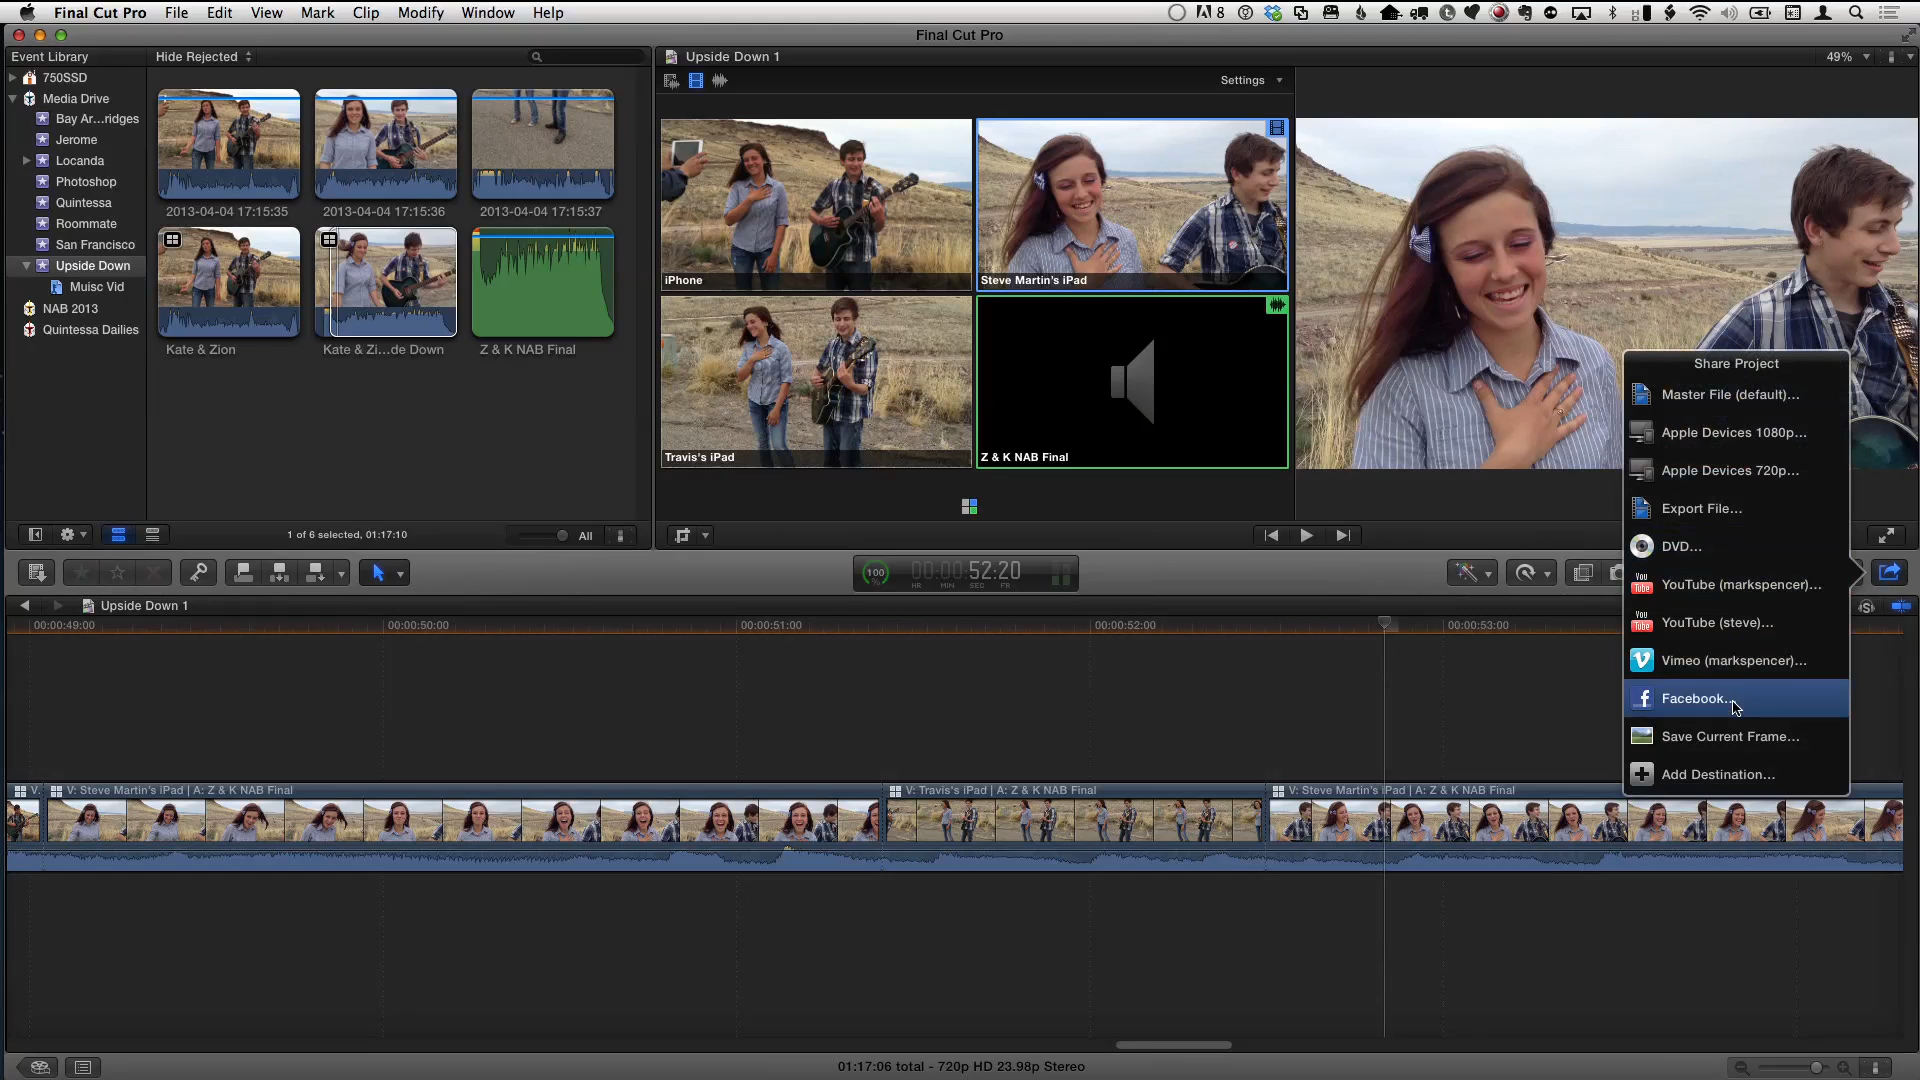 Final Cut Pro File Edit View Mark Clip Modify Window Help
8
Final Cut Pro
Event Library
Hide Rejected
Upside Down 1
49%
Settings
750SSD
Media Drive
Bay Ar...ridges
Jerome
Locanda
Photoshop
Quintessa
Roommate
San Francisco
Upside Down
Muisc Vid
NAB 2013
Quintessa Dailies
2013-04-04 17:15:35
2013-04-04 17:15:36
2013-04-04 17:15:37
Kate & Zion
Kate & Zi...de Down
Z & K NAB Final
iPhone
Steve Martin's iPad
Travis's iPad
Z & K NAB Final
Share Project
Master File (default)...
Apple Devices 1080p...
Apple Devices 720p...
Export File...
DVD...
YouTube (markspencer)...
YouTube (steve)...
Vimeo (markspencer)...
Facebook...
Save Current Frame...
Add Destination...
1 of 6 selected, 01:17:10
All
100
%
00:00:52:20
HR MIN SEC FR
Upside Down 1
00:00:49:00
00:00:50:00
00:00:51:00
00:00:52:00
00:00:53:00
V.
V: Steve Martin's iPad | A: Z & K NAB Final
V: Travis's iPad | A: Z & K NAB Final
V: Steve Martin's iPad | A: Z & K NAB Final
01:17:06 total - 720p HD 23.98p Stereo